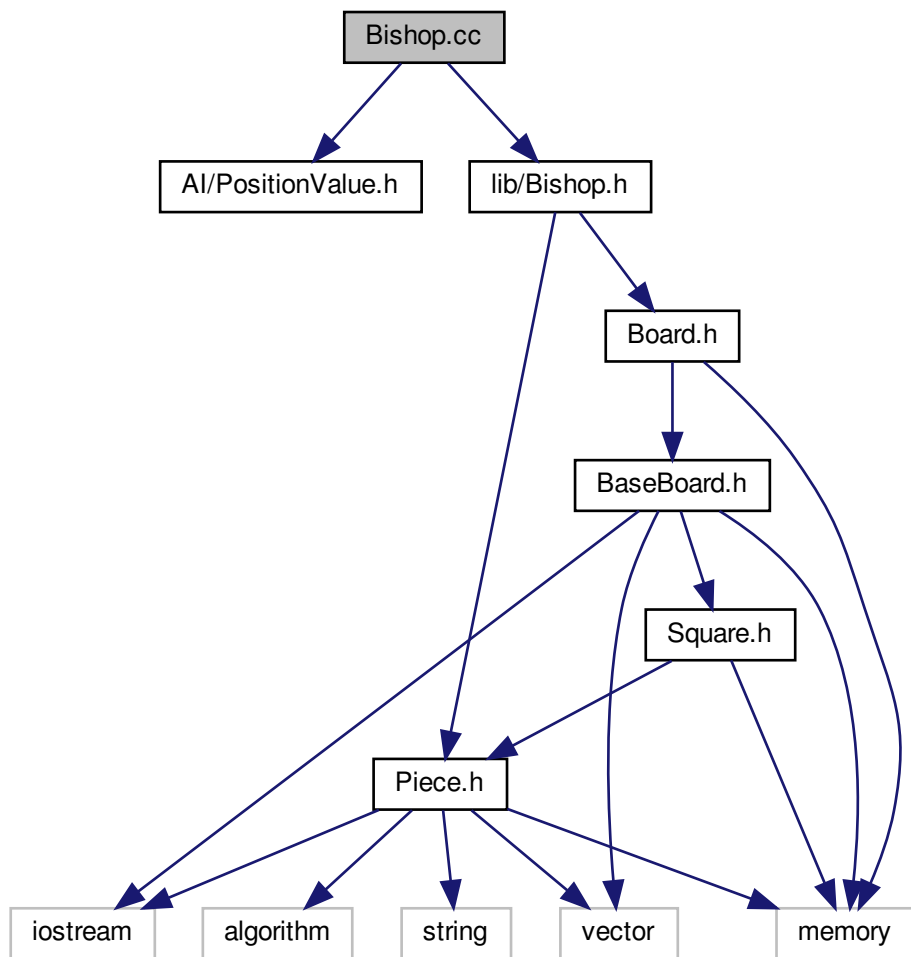 Bishop.cc
AI/PositionValue.h
lib/Bishop.h
Board.h
BaseBoard.h
Square.h
Piece.h
iostream
algorithm
string
vector
memory